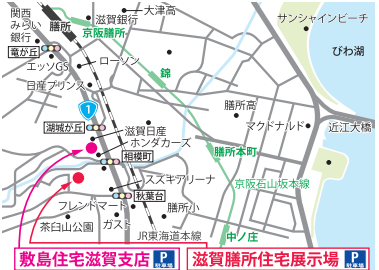 関西
みらい
銀行
膳所
滋賀銀行
大津高
サンシャインビーチ
京阪膳所
竜が丘
エッソGS
ローソン
びわ湖
錦
日産プリンス
1
膳所高
湖城が丘
滋賀日産
マクドナルド
近江大橋
ホンダカーズ
膳所本町
相模町
スズキアリーナ
京阪石山坂本線
秋葉台
フレンドマート
膳所小
茶臼山公園
ガスト
JR東海道本線
中ノ庄
敷島住宅滋賀支店
P
駐車場
滋賀膳所住宅展示場
P
駐車場